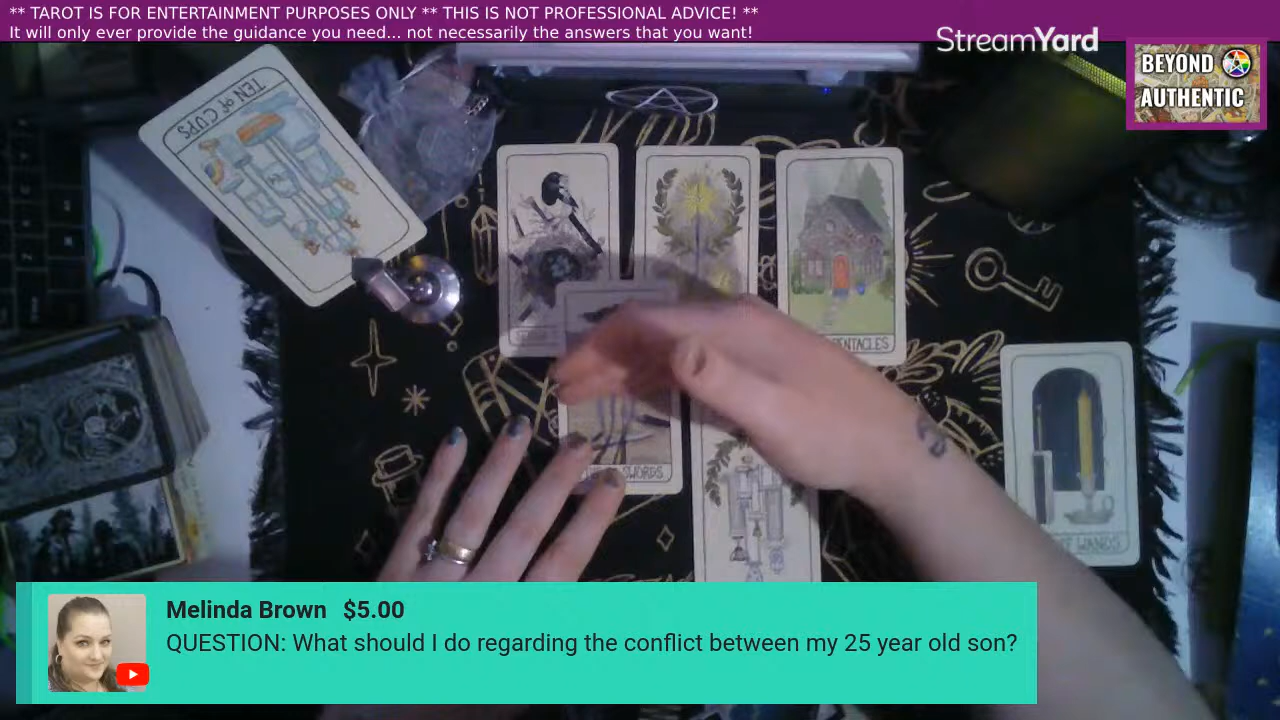 ** TAROT IS FOR ENTERTAINMENT PURPOSES ONLY ** THIS IS NOT PROFESSIONAL ADVICE! **
It will only ever provide the guidance you need... not necessarily the answers that you want!
StreamYard
BEYOND
AUTHENTIC
TEN OF CUPS
PENTACLES
SWORDS
OF WANDS
Melinda Brown $5.00
QUESTION: What should I do regarding the conflict between my 25 year old son?